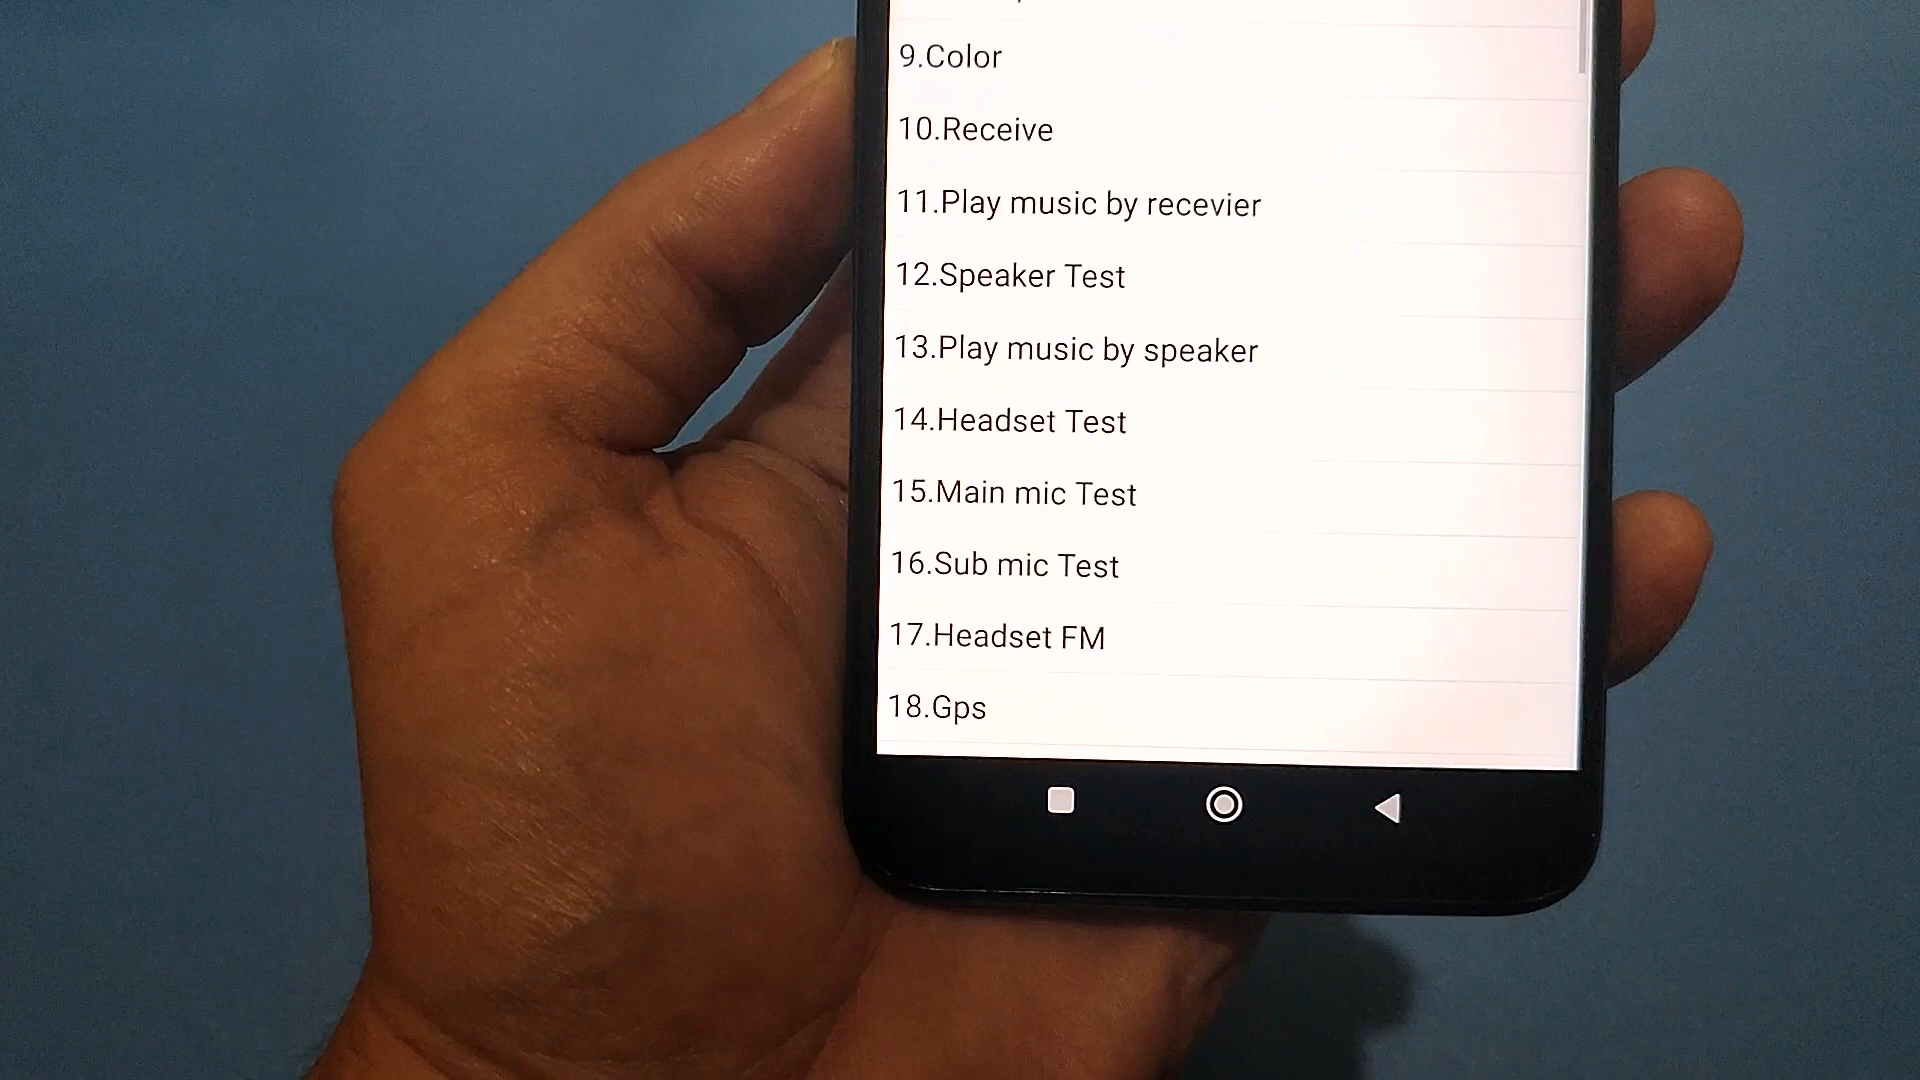 9.Color
10.Receive
11.Play music by recevier
12.Speaker Test
13.Play music by speaker
14.Headset Test
15.Main mic Test
16.Sub mic Test
17.Headset FM
18.Gps